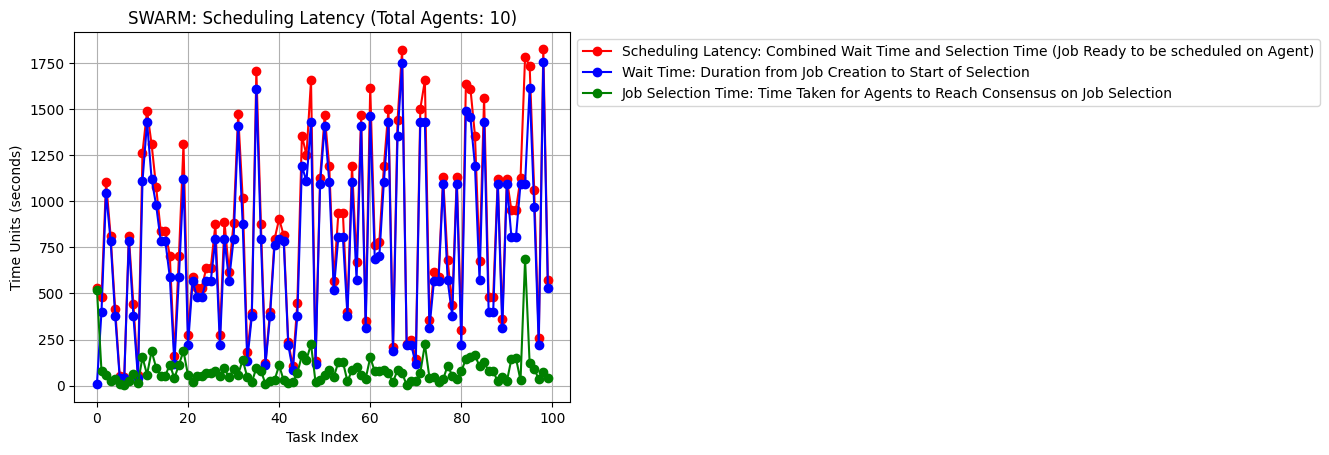 SWARM: Scheduling Latency (Total Agents: 10)
Scheduling Latency: Combined Wait Time and Selection Time (Job Ready to be scheduled on Agent)
Wait Time: Duration from Job Creation to Start of Selection
Job Selection Time: Time Taken for Agents to Reach Consensus on Job Selection
Time Units (seconds)
1750
1500
1250
1000
750
500
250
0
0 20 40 60 80 100
Task Index